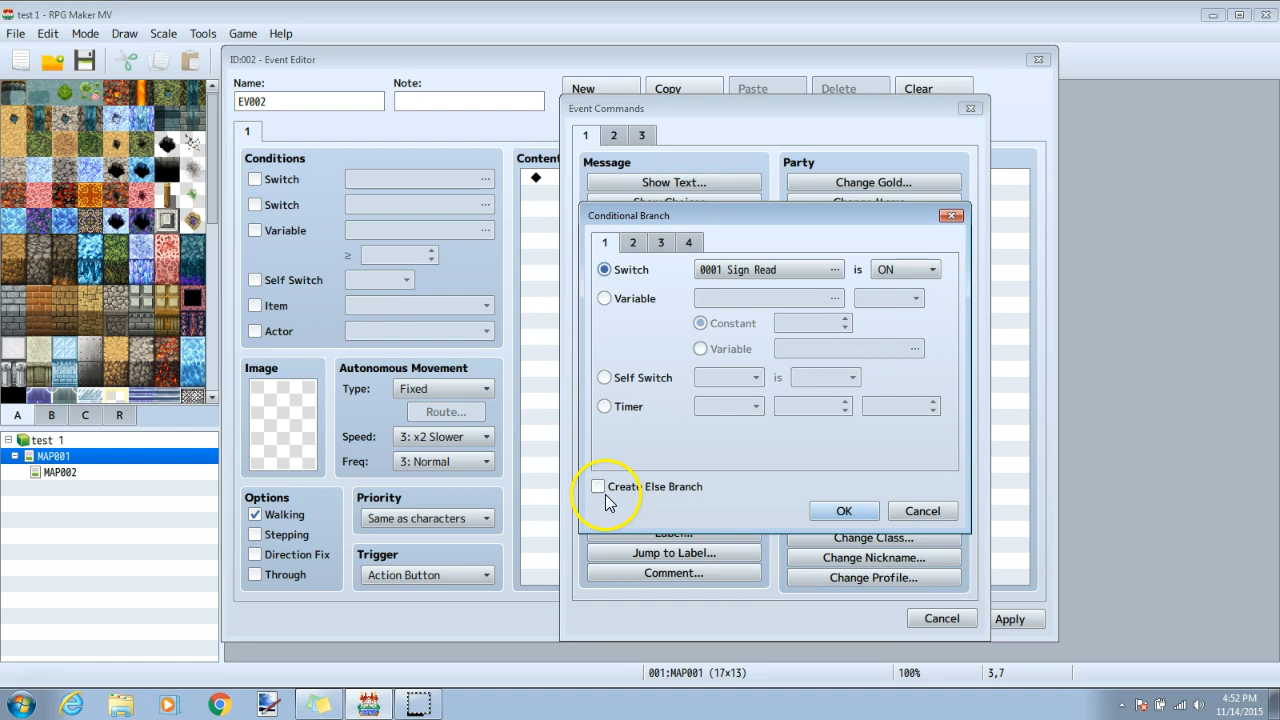 test 1 - RPG Maker MV
File Edit Mode Draw Scale Tools Game Help
ID:002 - Event Editor
Name: Note:
EV002
New Copy Paste Delete Clear
Event Commands
1
1 2 3
Conditions
Contents
Message Party
Switch
Show Text... Change Gold...
Switch
Conditional Branch
Variable
1 2 3 4
≥
Switch 0001 Sign Read ... is ON
Self Switch
Variable
Item
Constant
Actor
Variable
Image Autonomous Movement
Self Switch is
Type: Fixed
Timer
Route...
Speed: 3: x2 Slower
Freq: 3: Normal
A B C R
test 1
MAP001
MAP002
Create Else Branch
OK Cancel
Options Priority
Walking
Same as characters
Stepping
Direction Fix
Through
Trigger
Action Button
Label...
Change Class...
Jump to Label... Change Nickname...
Comment... Change Profile...
Cancel Apply
001:MAP001 (17x13) 100% 3,7
4:52 PM
11/14/2015